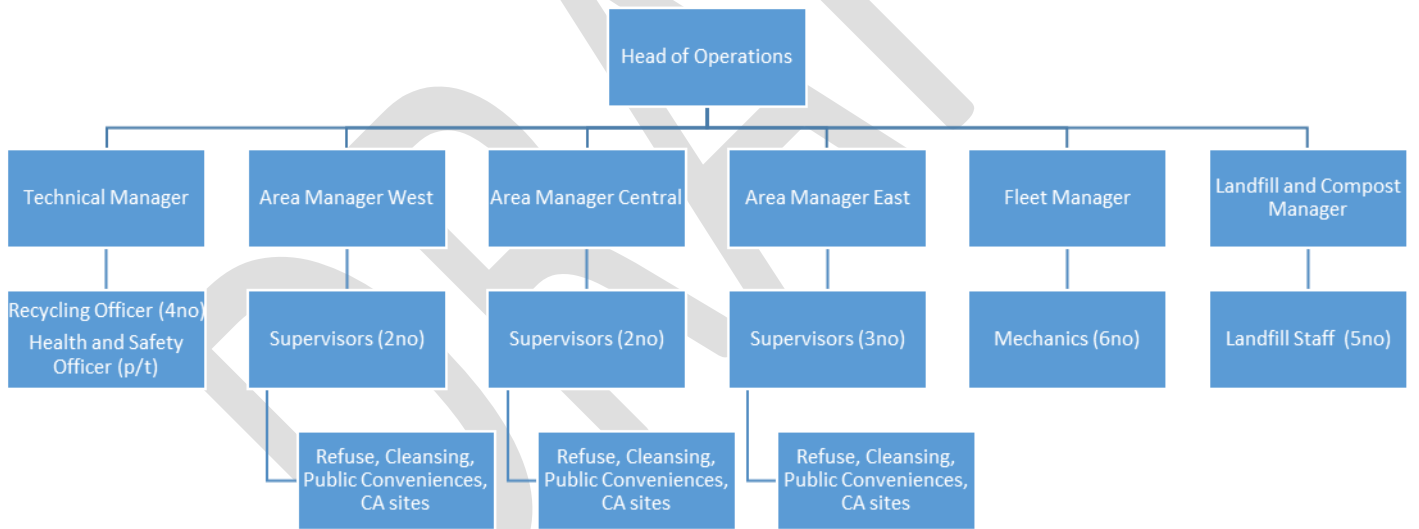 Head of Operations
Technical Manager
Area Manager West
Area Manager Central
Area Manager East
Fleet Manager
Landfill and Compost
Manager
Recycling Officer (4no)
Health and Safety
Officer (p/t)
Supervisors (2no)
Supervisors (2no)
Supervisors (3no)
Mechanics (6no)
Landfill Staff (5no)
Refuse, Cleansing,
Public Conveniences,
CA sites
Refuse, Cleansing,
Public Conveniences,
CA sites
Refuse, Cleansing,
Public Conveniences,
CA sites